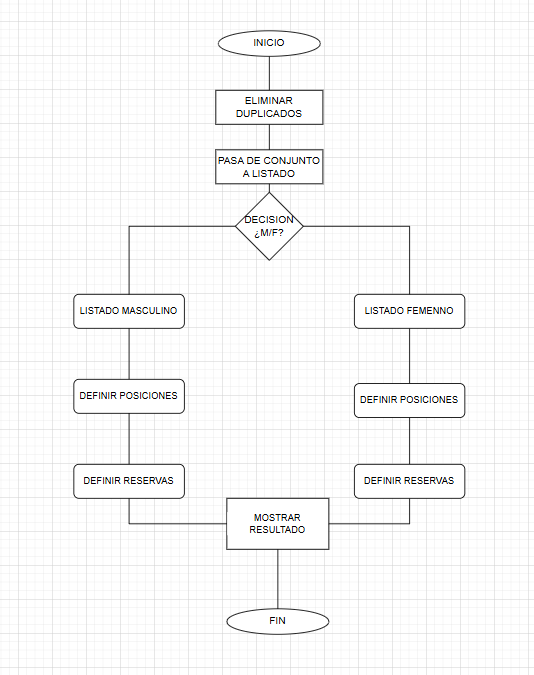 INICIO
ELIMINAR
DUPLICADOS
PASA DE CONJUNTO
A LISTADO
DECISION
¿M/F?
LISTADO MASCULINO
LISTADO FEMENNO
DEFINIR POSICIONES
DEFINIR POSICIONES
DEFINIR RESERVAS
DEFINIR RESERVAS
MOSTRAR
RESULTADO
FIN